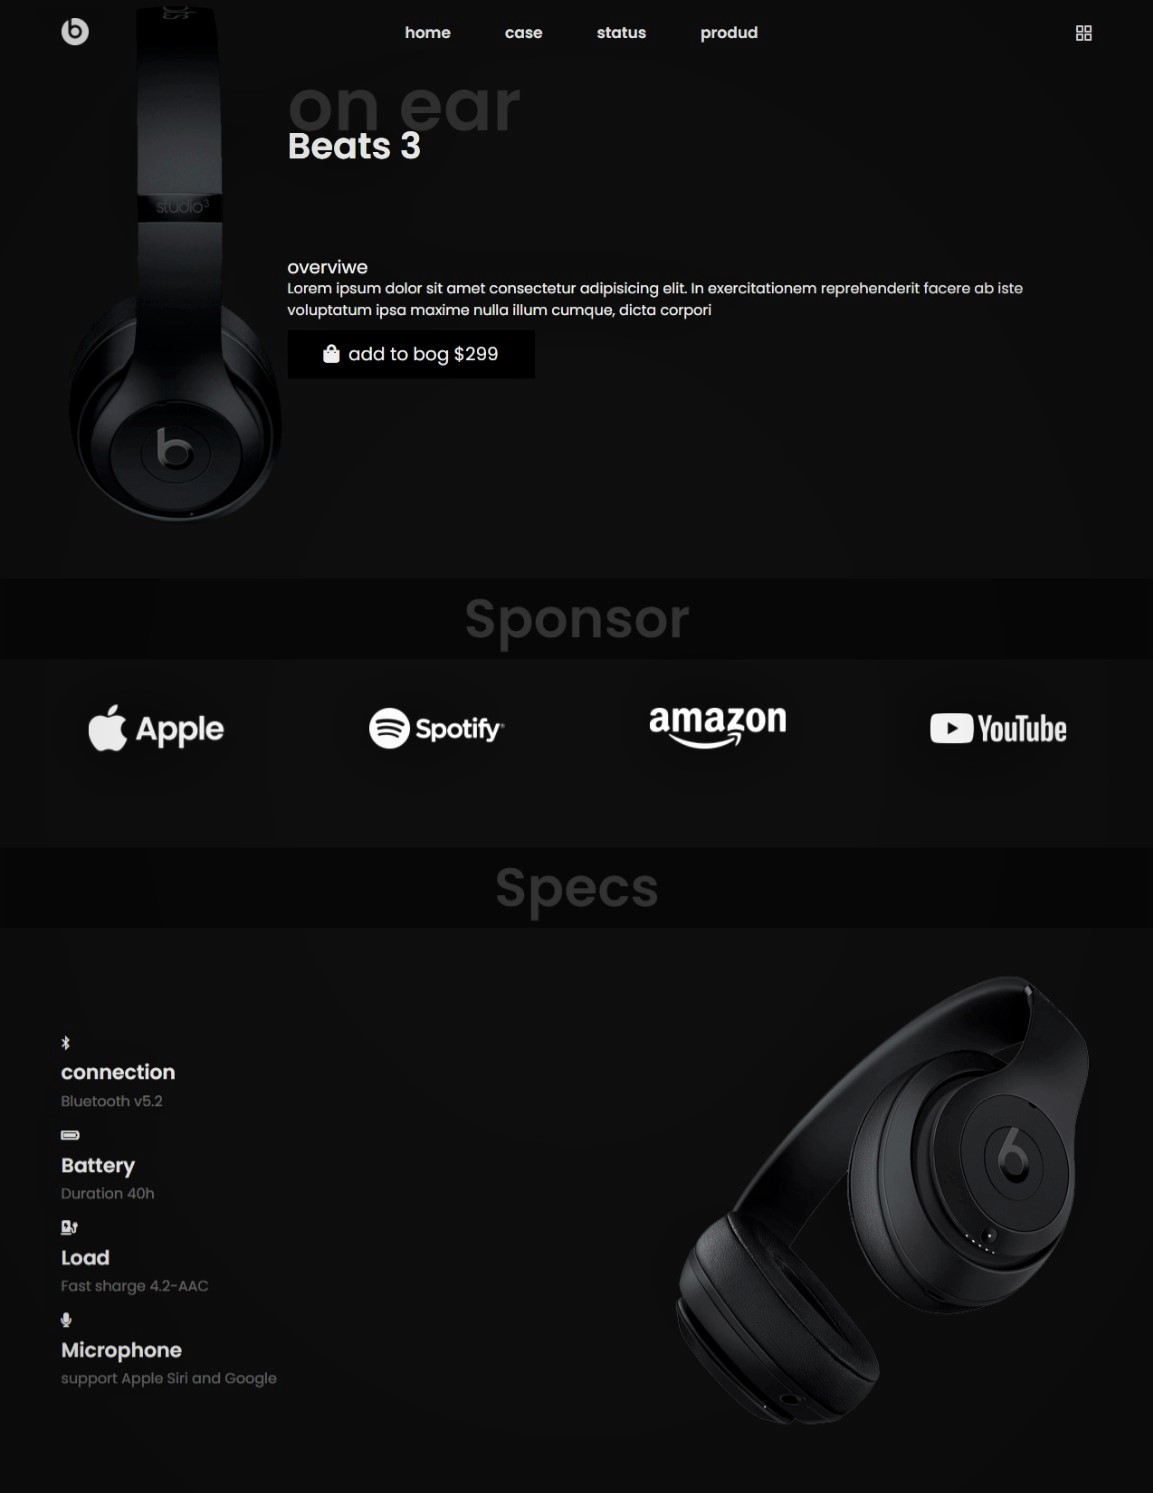 home case status produd
on ear
Beats 3
studio³
overviwe
Lorem ipsum dolor sit amet consectetur adipisicing elit. In exercitationem reprehenderit facere ab iste
voluptatum ipsa maxime nulla illum cumque, dicta corpori
add to bog $299
Sponsor
Apple Spotify amazon YouTube
Specs
connection
Bluetooth v5.2
Battery
Duration 40h
Load
Fast sharge 4.2-AAC
Microphone
support Apple Siri and Google